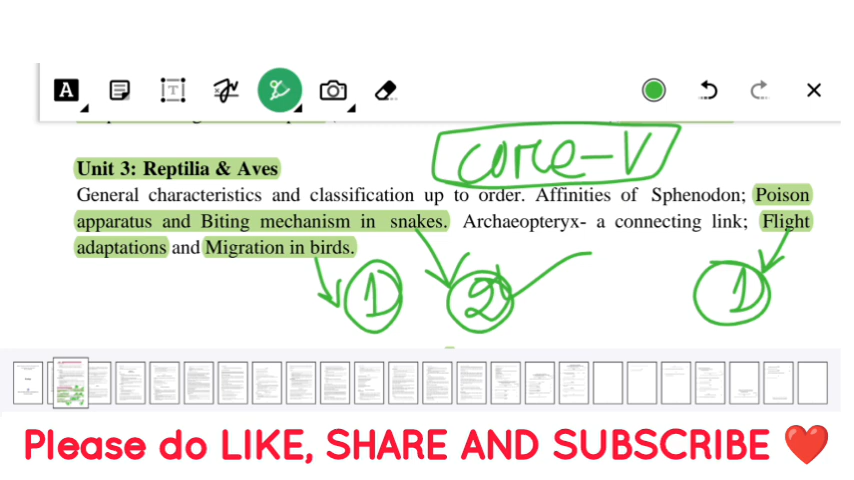 A
T
core-V
Unit 3: Reptilia & Aves
General characteristics and classification up to order. Affinities of Sphenodon; Poison
apparatus and Biting mechanism in snakes. Archaeopteryx- a connecting link; Flight
adaptations and Migration in birds.
1 2 1
Please do LIKE, SHARE AND SUBSCRIBE ❤️